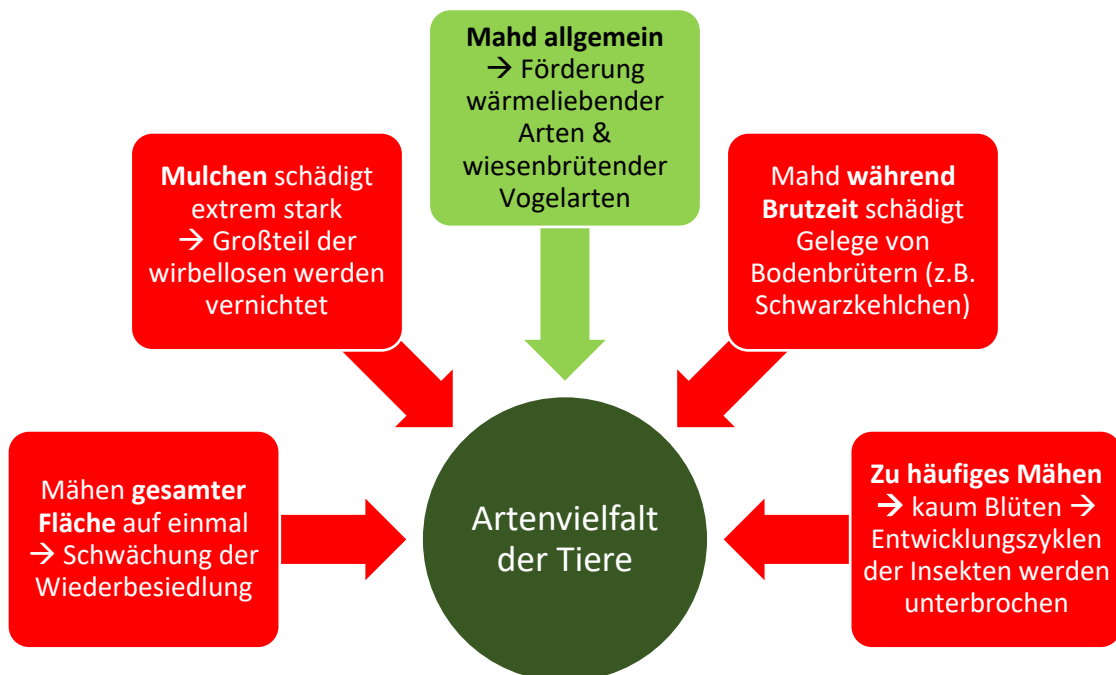 Mahd allgemein
→ Förderung
wärmeliebender
Arten &
wiesenbrütender
Vogelarten
Mulchen schädigt
extrem stark
→ Großteil der
wirbellosen werden
vernichtet
Mahd während
Brutzeit schädigt
Gelege von
Bodenbrütern (z.B.
Schwarzkehlchen)
Mähen gesamter
Fläche auf einmal
→ Schwächung der
Wiederbesiedlung
Artenvielfalt
der Tiere
Zu häufiges Mähen
→ kaum Blüten →
Entwicklungszyklen
der Insekten werden
unterbrochen